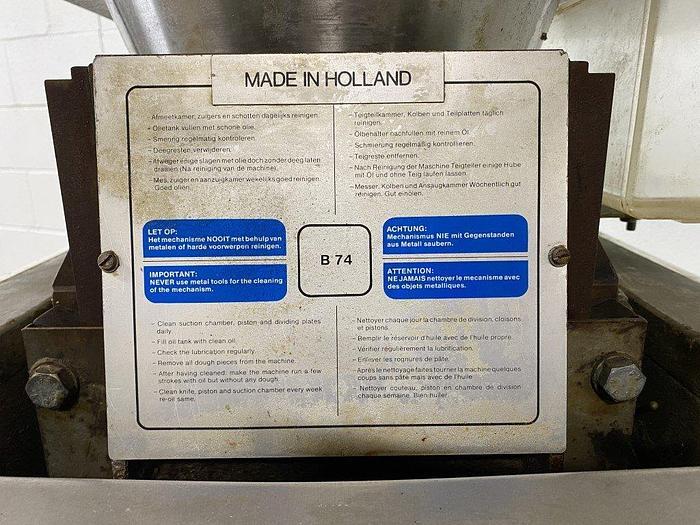 MADE IN HOLLAND
- Afmeetkamer, zuigers en schotten dagelijks reinigen.
- Olietank vullen met schone olie.
- Smering regelmatig kontroleren.
- Deegresten verwijderen.
- Afweger enige slagen met olie doch zonder deeg laten
draaien (Na reiniging van de machine).
- Mes, zuiger en aanzuigkamer wekelijks goed reinigen.
Goed oliën.
- Teigteilkammer, Kolben und Teilplatten täglich
reinigen.
- Ölbehälter nachfüllen mit reinem Öl.
- Schmierung regelmäßig kontrollieren.
- Teigreste entfernen.
- Nach Reinigung der Maschine Teigteiler einige Hube
mit Öl und ohne Teig laufen lassen.
- Messer, Kolben und Ansaugkammer Wöchentlich gut
reinigen. Gut einölen.
LET OP:
Het mechanisme NOOIT met behulp van
metalen of harde voorwerpen reinigen.
IMPORTANT:
NEVER use metal tools for the cleaning
of the mechanism.
B 74
ACHTUNG:
Mechanismus NIE mit Gegenstanden
aus Metall saubern.
ATTENTION:
NE JAMAIS nettoyer le mecanisme avec
des objets metalliques.
- Clean suction chamber, piston and dividing plates
daily.
- Fill oil tank with clean oil.
- Check the lubrication regularly.
- Remove all dough pieces from the machine.
- After having cleaned: make the machine run a few
strokes with oil but without any dough.
- Clean knife, piston and suction chamber every week
re-oil same.
- Nettoyer chaque jour la chambre de division, cloisons
et pistons.
- Remplir le réservoir d'huile avec d'huile propre.
- Vérifier régulièrement la lubrification.
- Enlever les rognures de pâte.
- Après le nettoyage faites tourner la machine quelques
coups sans pâte mais avec de l'huile.
- Nettoyer couteau, piston en chambre de division
chaque semaine. Bien huiler.